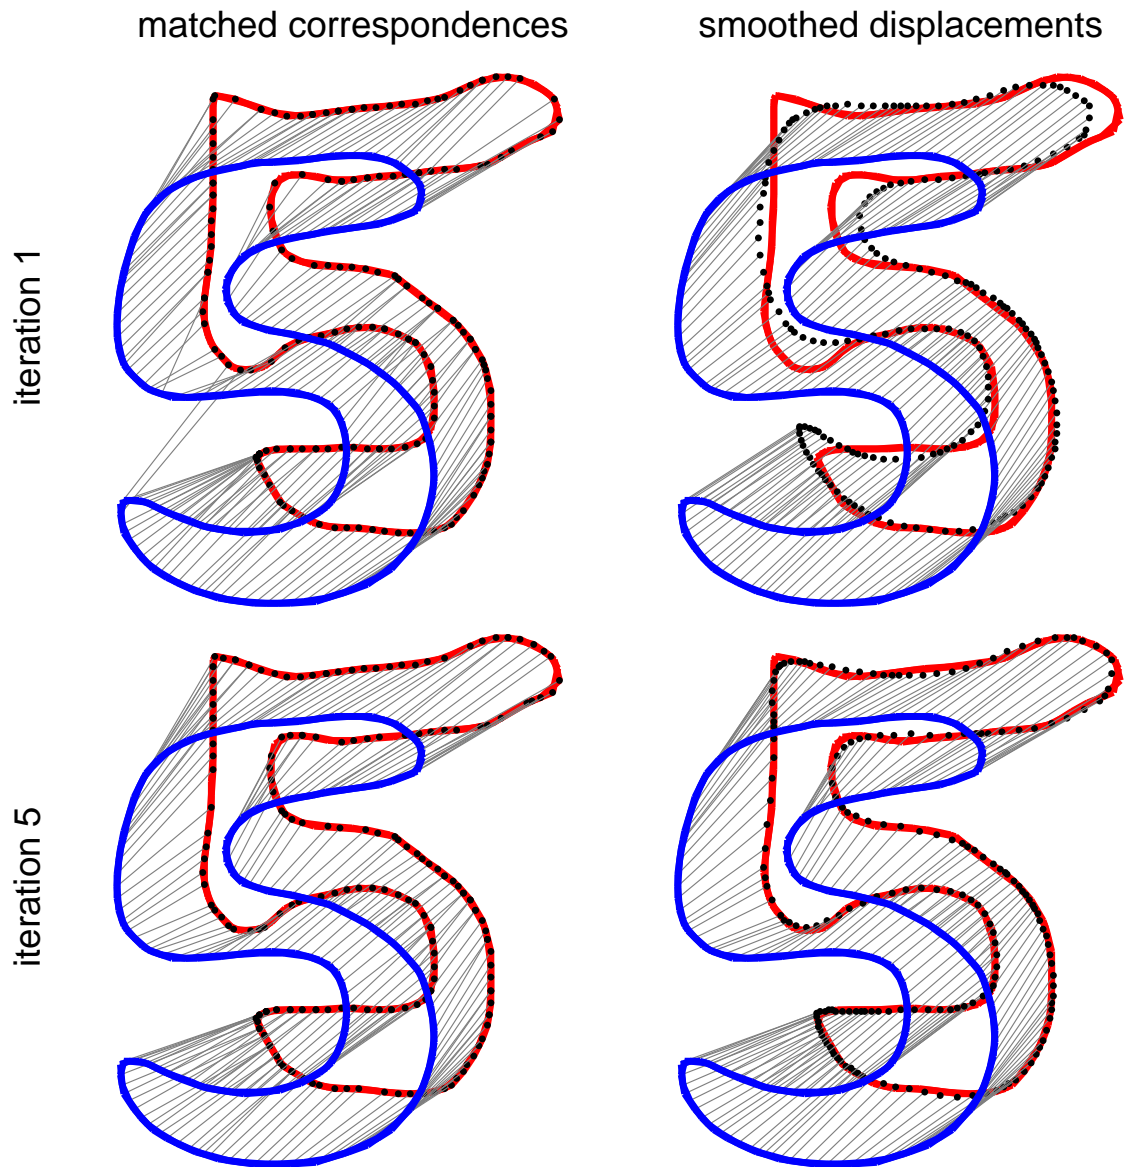 matched correspondences
smoothed displacements
iteration 1
iteration 5